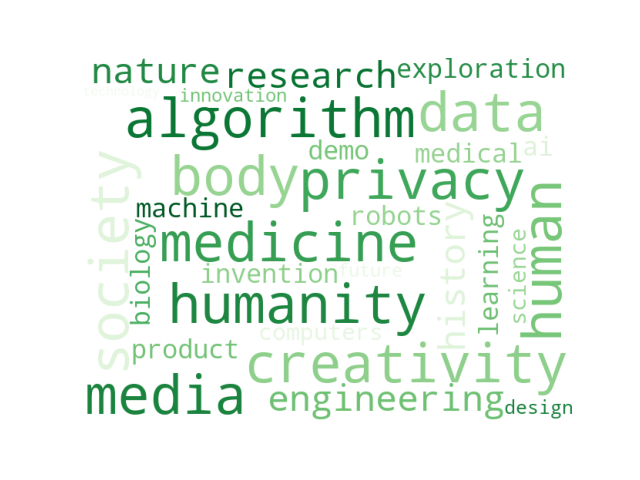 nature
research
exploration
technology
innovation
algorithm
data
demo
medical
ai
society
body
privacy
machine
robots
human
biology
medicine
history
learning
science
invention
future
humanity
computers
product
creativity
media
engineering
design